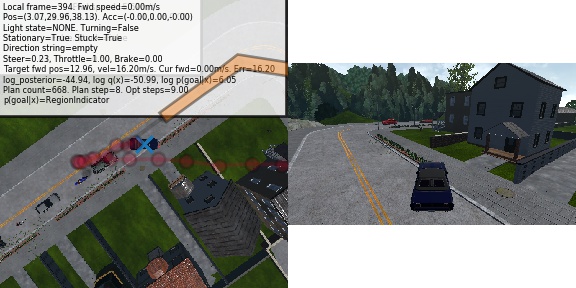 Local frame=394. Fwd speed=0.00m/s
Pos=(3.07,29.96,38.13). Acc=(-0.00,0.00,-0.00)
Light state=NONE. Turning=False
Stationary=True. Stuck=True
Direction string=empty
Steer=0.23, Throttle=1.00, Brake=0.00
Target fwd pos=12.96, vel=16.20m/s. Cur fwd=0.00m/s. Err=16.20
log_posterior=-44.94, log q(x)=-50.99, log p(goal|x)=6.05
Plan count=668. Plan step=8. Opt steps=9.00
p(goal|x)=RegionIndicator